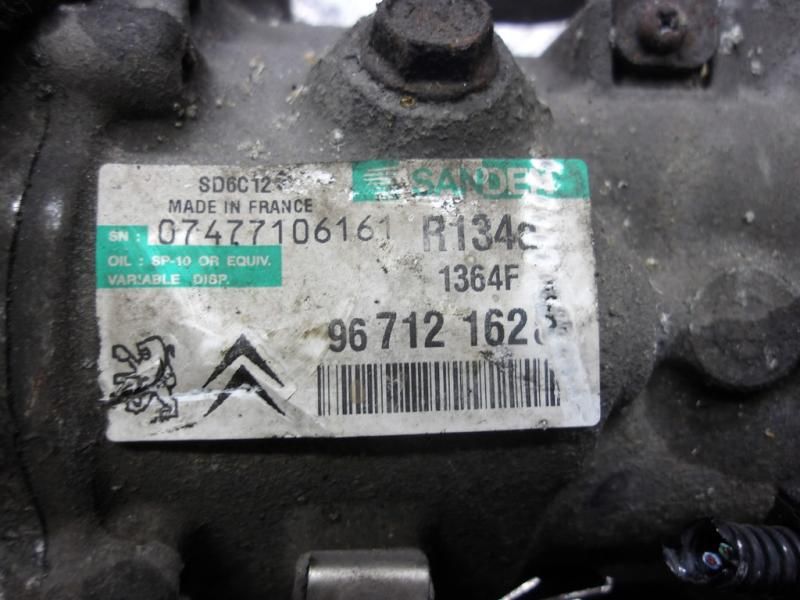 SD6C12
SANDEN
MADE IN FRANCE
SN : 07477106161
R134a
OIL : SP-10 OR EQUIV.
VARIABLE DISP.
1364F
96 712 162